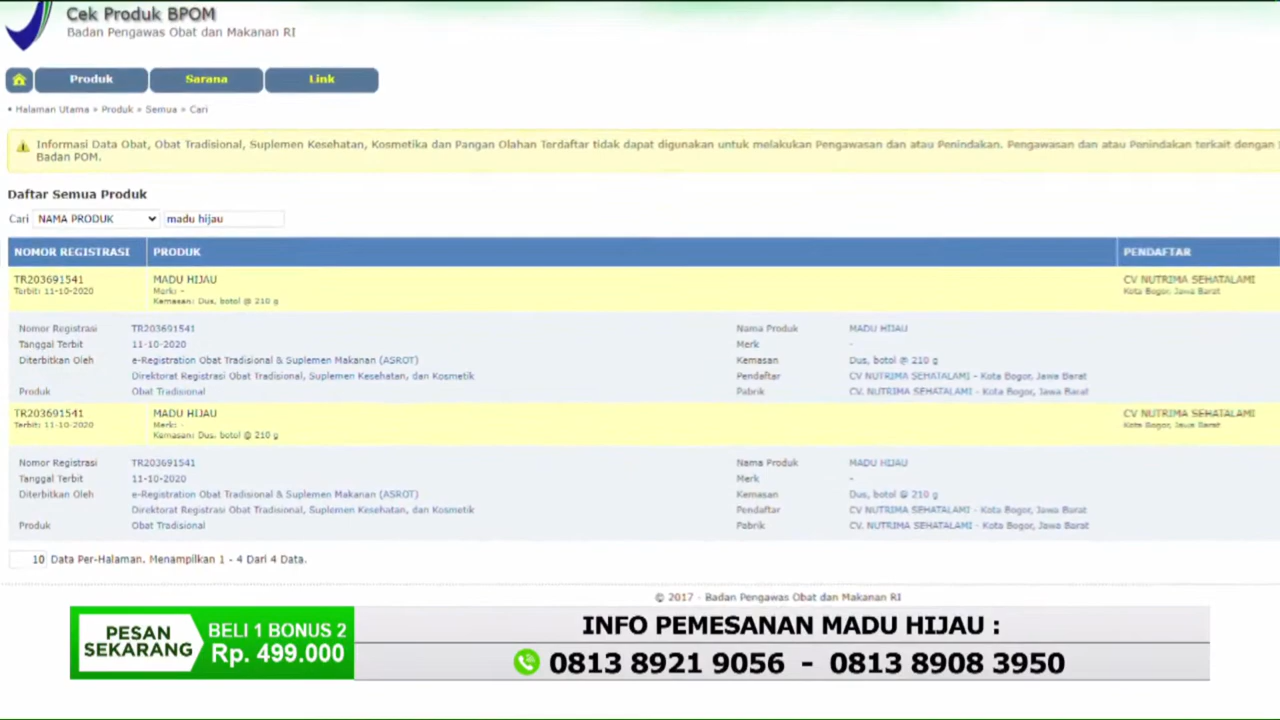 Cek Produk BPOM
Badan Pengawas Obat dan Makanan RI
Produk Sarana Link
• Halaman Utama » Produk » Semua » Cari
Informasi Data Obat, Obat Tradisional, Suplemen Kesehatan, Kosmetika dan Pangan Olahan Terdaftar tidak dapat digunakan untuk melakukan Pengawasan dan atau Penindakan. Pengawasan dan atau Penindakan terkait dengan
Badan POM.
Daftar Semua Produk
Cari NAMA PRODUK madu hijau
NOMOR REGISTRASI PRODUK PENDAFTAR
TR203691541 MADU HIJAU CV NUTRIMA SEHATALAMI
Terbit: 11-10-2020 Merk: - Kota Bogor, Jawa Barat
Kemasan: Dus, botol @ 210 g
Nomor Registrasi TR203691541 Nama Produk MADU HIJAU
Tanggal Terbit 11-10-2020 Merk -
Diterbitkan Oleh e-Registration Obat Tradisional & Suplemen Makanan (ASROT) Kemasan Dus, botol @ 210 g
Direktorat Registrasi Obat Tradisional, Suplemen Kesehatan, dan Kosmetik Pendaftar CV NUTRIMA SEHATALAMI - Kota Bogor, Jawa Barat
Produk Obat Tradisional Pabrik CV. NUTRIMA SEHATALAMI - Kota Bogor, Jawa Barat
TR203691541 MADU HIJAU CV NUTRIMA SEHATALAMI
Terbit: 11-10-2020 Merk: - Kota Bogor, Jawa Barat
Kemasan: Dus, botol @ 210 g
Nomor Registrasi TR203691541 Nama Produk MADU HIJAU
Tanggal Terbit 11-10-2020 Merk -
Diterbitkan Oleh e-Registration Obat Tradisional & Suplemen Makanan (ASROT) Kemasan Dus, botol @ 210 g
Direktorat Registrasi Obat Tradisional, Suplemen Kesehatan, dan Kosmetik Pendaftar CV NUTRIMA SEHATALAMI - Kota Bogor, Jawa Barat
Produk Obat Tradisional Pabrik CV. NUTRIMA SEHATALAMI - Kota Bogor, Jawa Barat
10 Data Per-Halaman. Menampilkan 1 - 4 Dari 4 Data.
© 2017 - Badan Pengawas Obat dan Makanan RI
PESAN SEKARANG
BELI 1 BONUS 2
Rp. 499.000
INFO PEMESANAN MADU HIJAU :
0813 8921 9056 - 0813 8908 3950